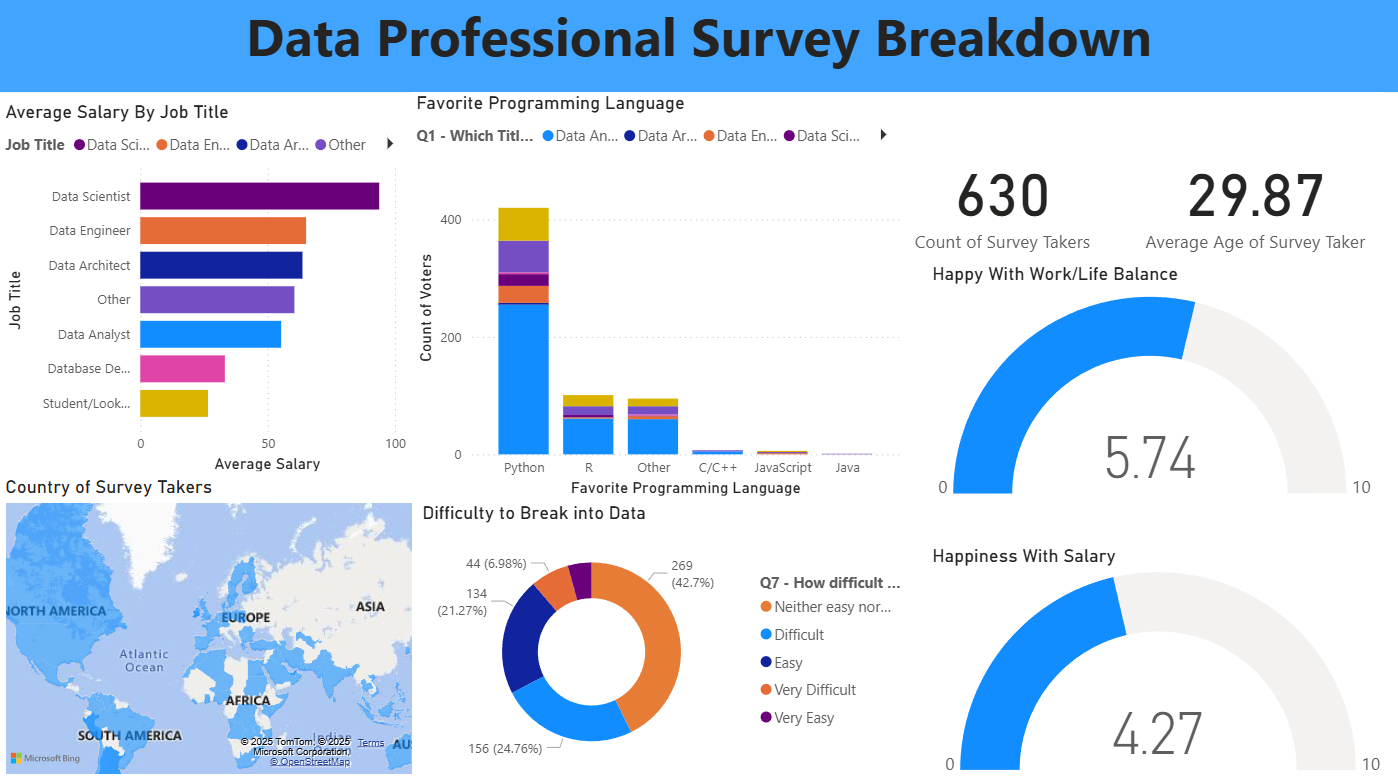 Data Professional Survey Breakdown
Average Salary By Job Title
Job Title Data Sci... Data En... Data Ar... Other
Job Title
Data Scientist
Data Engineer
Data Architect
Other
Data Analyst
Database De...
Student/Look...
0 50 100
Average Salary
Favorite Programming Language
Q1 - Which Titl... Data An... Data Ar... Data En... Data Sci...
Count of Voters
400
200
0
Python R Other C/C++ JavaScript Java
Favorite Programming Language
630
Count of Survey Takers
29.87
Average Age of Survey Taker
Happy With Work/Life Balance
5.74
0 10
Country of Survey Takers
NORTH AMERICA
EUROPE
ASIA
Atlantic
Ocean
AFRICA
SOUTH AMERICA
Indian
AU
Microsoft Bing
© 2025 TomTom, © 2025
Microsoft Corporation,
© OpenStreetMap
Terms
Difficulty to Break into Data
44 (6.98%)
269
(42.7%)
134
(21.27%)
156 (24.76%)
Q7 - How difficult ...
Neither easy nor...
Difficult
Easy
Very Difficult
Very Easy
Happiness With Salary
4.27
0 10